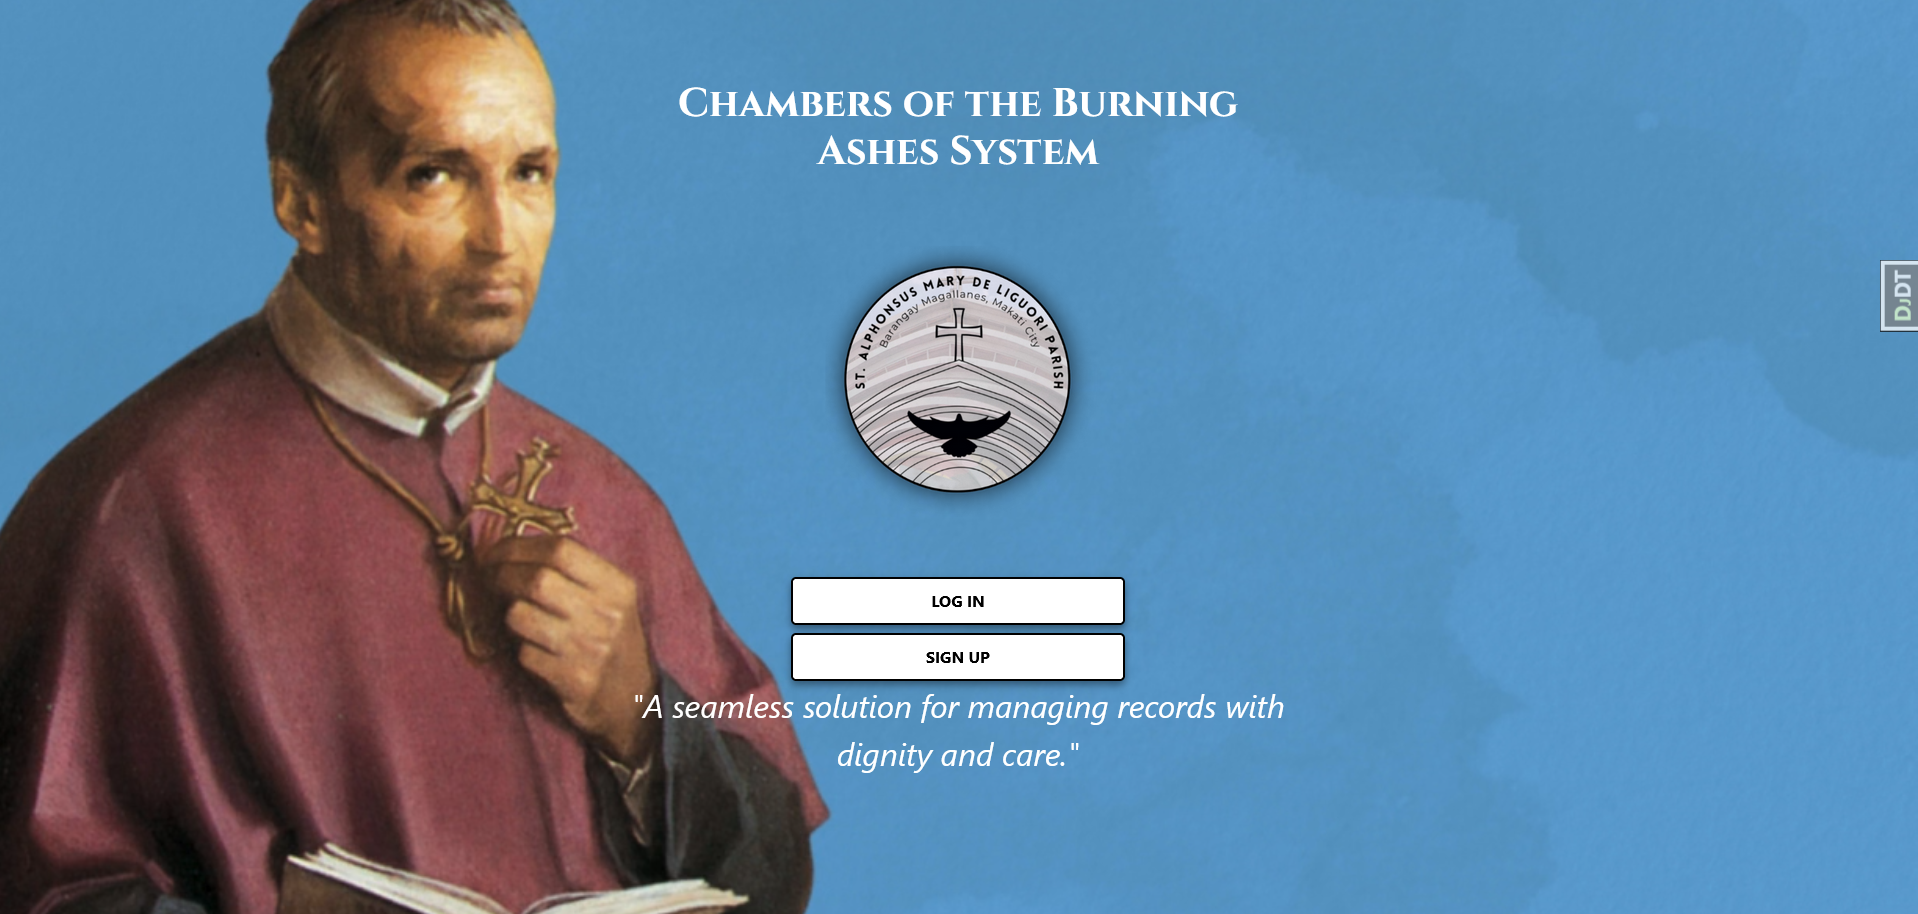 Chambers of the Burning
Ashes System
ST. ALPHONSUS MARY DE LIGUORI PARISH
Barangay Magallanes, Makati City
DJDT
LOG IN
SIGN UP
"A seamless solution for managing records with
dignity and care."